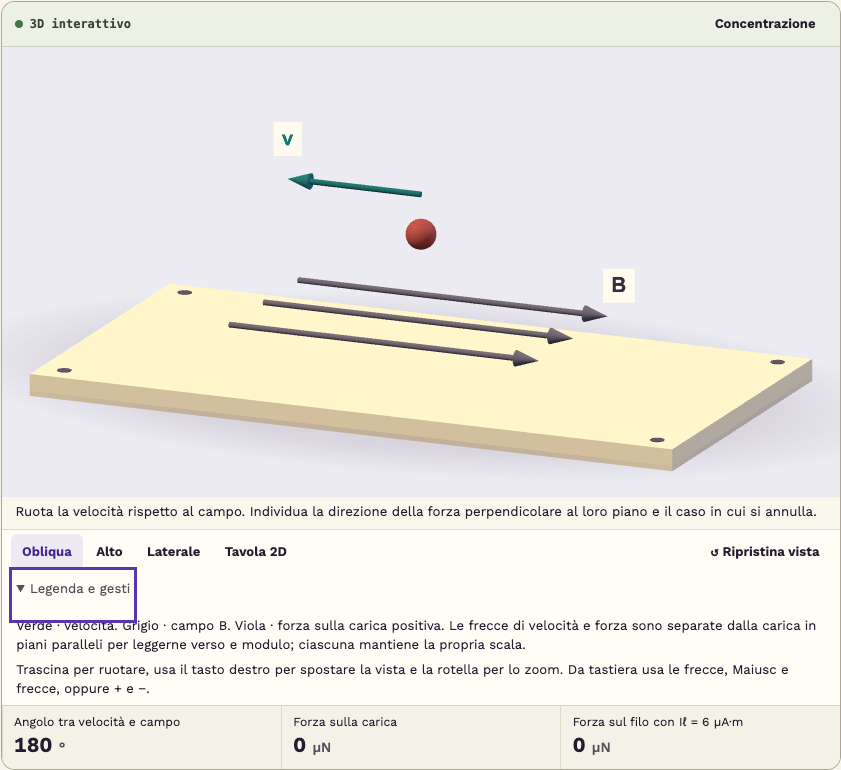 3D interattivo
Concentrazione
v
B
Ruota la velocità rispetto al campo. Individua la direzione della forza perpendicolare al loro piano e il caso in cui si annulla.
Obliqua Alto Laterale Tavola 2D ↺ Ripristina vista
▼ Legenda e gesti
Verde · velocità. Grigio · campo B. Viola · forza sulla carica positiva. Le frecce di velocità e forza sono separate dalla carica in
piani paralleli per leggerne verso e modulo; ciascuna mantiene la propria scala.
Trascina per ruotare, usa il tasto destro per spostare la vista e la rotella per lo zoom. Da tastiera usa le frecce, Maiusc e
frecce, oppure + e −.
Angolo tra velocità e campo
180 °
Forza sulla carica
0 μN
Forza sul filo con Iℓ = 6 μA·m
0 μN